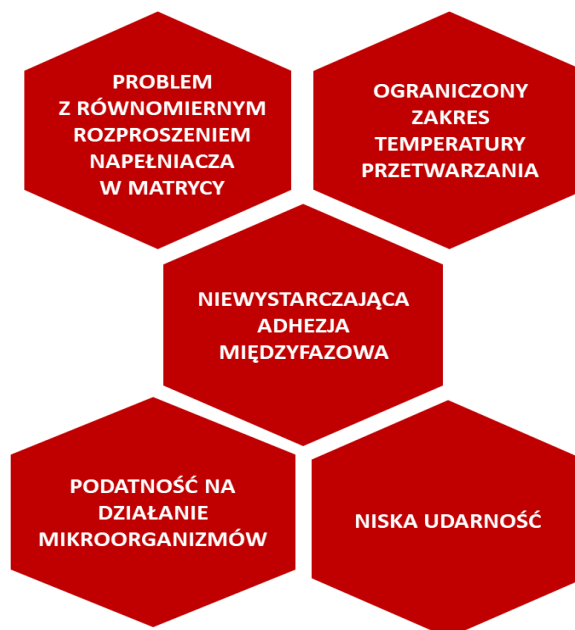 PROBLEM
Z RÓWNOMIERNYM
ROZPROSZENIEM
NAPEŁNIACZA
W MATRYCY
OGRANICZONY
ZAKRES
TEMPERATURY
PRZETWARZANIA
NIEWYSTARCZAJĄCA
ADHEZJA
MIĘDZYFAZOWA
PODATNOŚĆ NA
DZIAŁANIE
MIKROORGANIZMÓW
NISKA UDARNOŚĆ